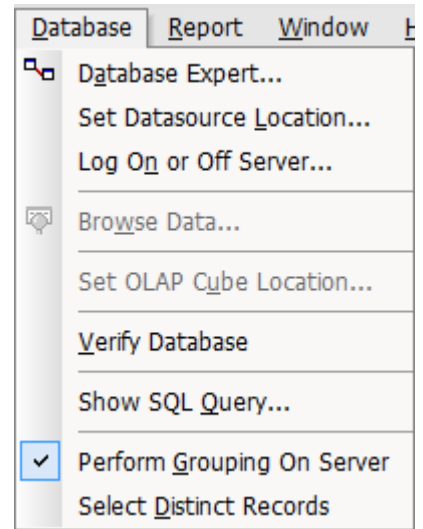 Database Report Window H
Database Expert...
Set Datasource Location...
Log On or Off Server...
Browse Data...
Set OLAP Cube Location...
Verify Database
Show SQL Query...
Perform Grouping On Server
Select Distinct Records